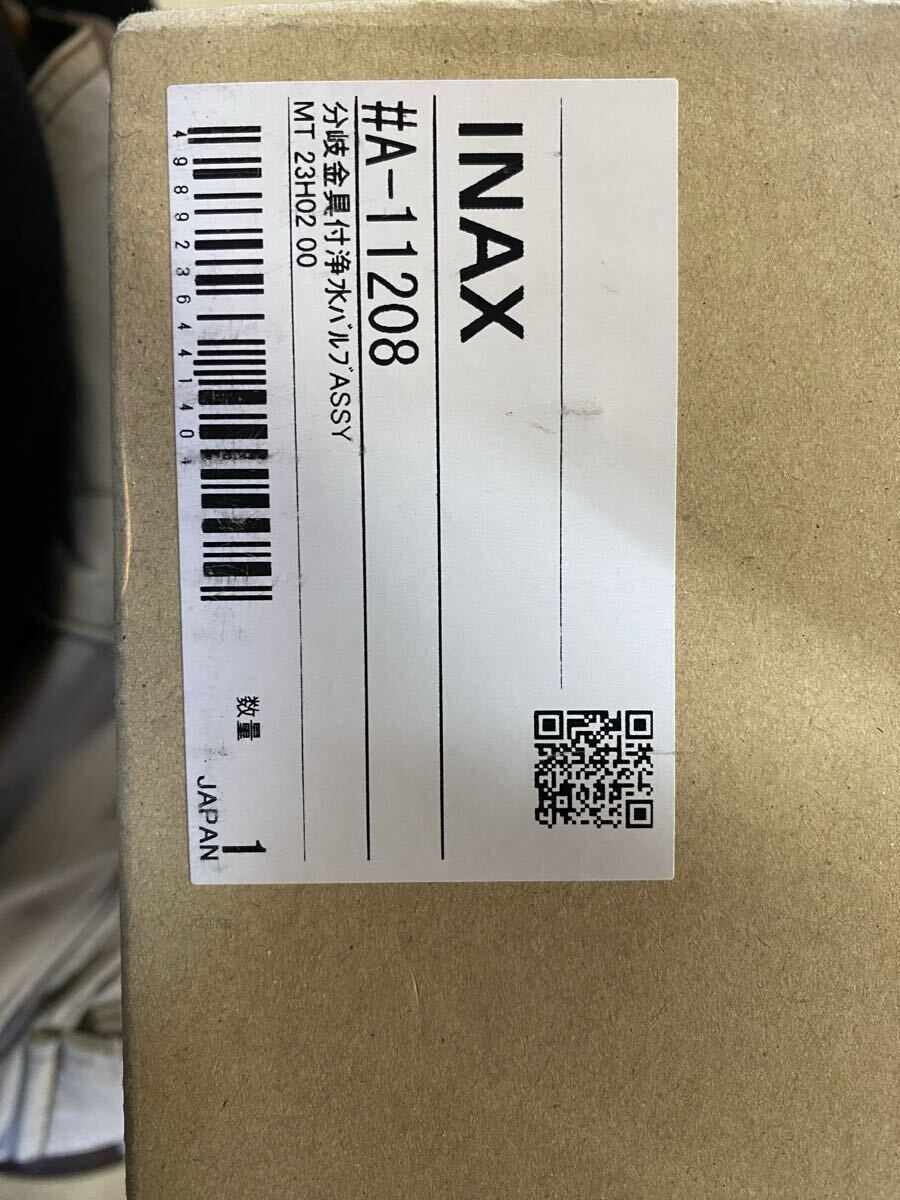 INAX
#A-11208
分岐金具付浄水ﾊﾞﾙﾌﾞASSY
MT 23H02 00
4989236441404
数量
1
JAPAN